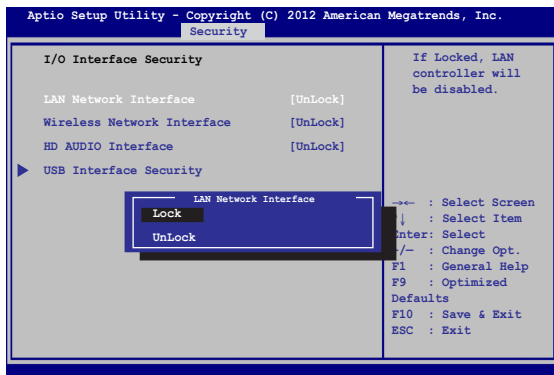 Aptio Setup Utility - Copyright (C) 2012 American Megatrends, Inc.
Security
I/O Interface Security
LAN Network Interface [UnLock]
Wireless Network Interface [UnLock]
HD AUDIO Interface [UnLock]
USB Interface Security
If Locked, LAN
controller will
be disabled.
LAN Network Interface
Lock
UnLock
→← : Select Screen
↓ : Select Item
Enter: Select
+/— : Change Opt.
F1 : General Help
F9 : Optimized
Defaults
F10 : Save & Exit
ESC : Exit